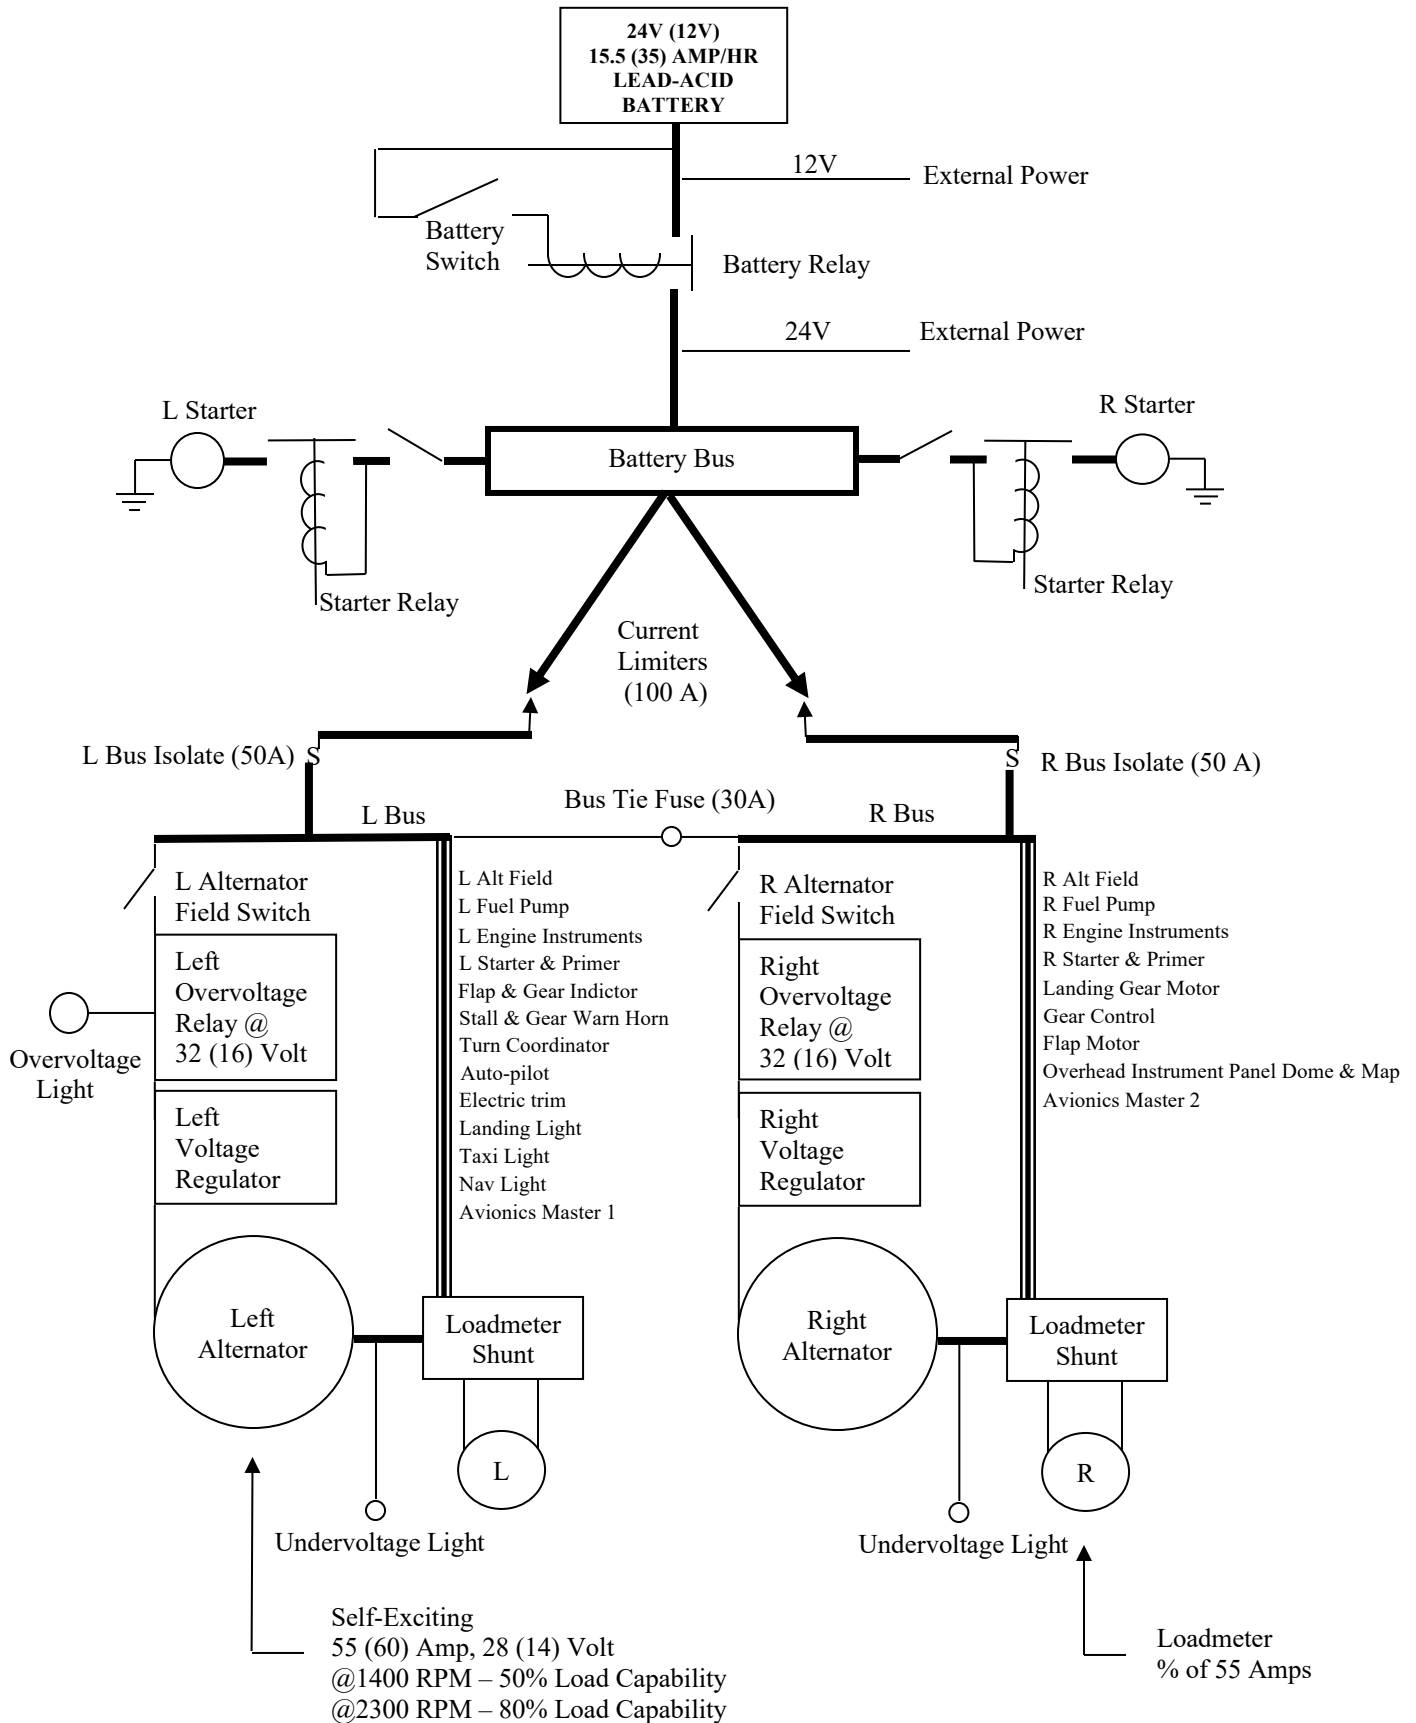 24V (12V)
15.5 (35) AMP/HR
LEAD-ACID
BATTERY
12V
External Power
Battery
Switch
Battery Relay
24V
External Power
L Starter
R Starter
Battery Bus
Starter Relay
Starter Relay
Current
Limiters
(100 A)
L Bus Isolate (50A)
S
S
R Bus Isolate (50 A)
Bus Tie Fuse (30A)
L Bus
R Bus
L Alternator
Field Switch
Left
Overvoltage
Relay @
32 (16) Volt
Overvoltage
Light
Left
Voltage
Regulator
L Alt Field
L Fuel Pump
L Engine Instruments
L Starter & Primer
Flap & Gear Indictor
Stall & Gear Warn Horn
Turn Coordinator
Auto-pilot
Electric trim
Landing Light
Taxi Light
Nav Light
Avionics Master 1
R Alternator
Field Switch
Right
Overvoltage
Relay @
32 (16) Volt
Right
Voltage
Regulator
R Alt Field
R Fuel Pump
R Engine Instruments
R Starter & Primer
Landing Gear Motor
Gear Control
Flap Motor
Overhead Instrument Panel Dome & Map
Avionics Master 2
Left
Alternator
Loadmeter
Shunt
L
Undervoltage Light
Right
Alternator
Loadmeter
Shunt
R
Undervoltage Light
Self-Exciting
55 (60) Amp, 28 (14) Volt
@1400 RPM – 50% Load Capability
@2300 RPM – 80% Load Capability
Loadmeter
% of 55 Amps